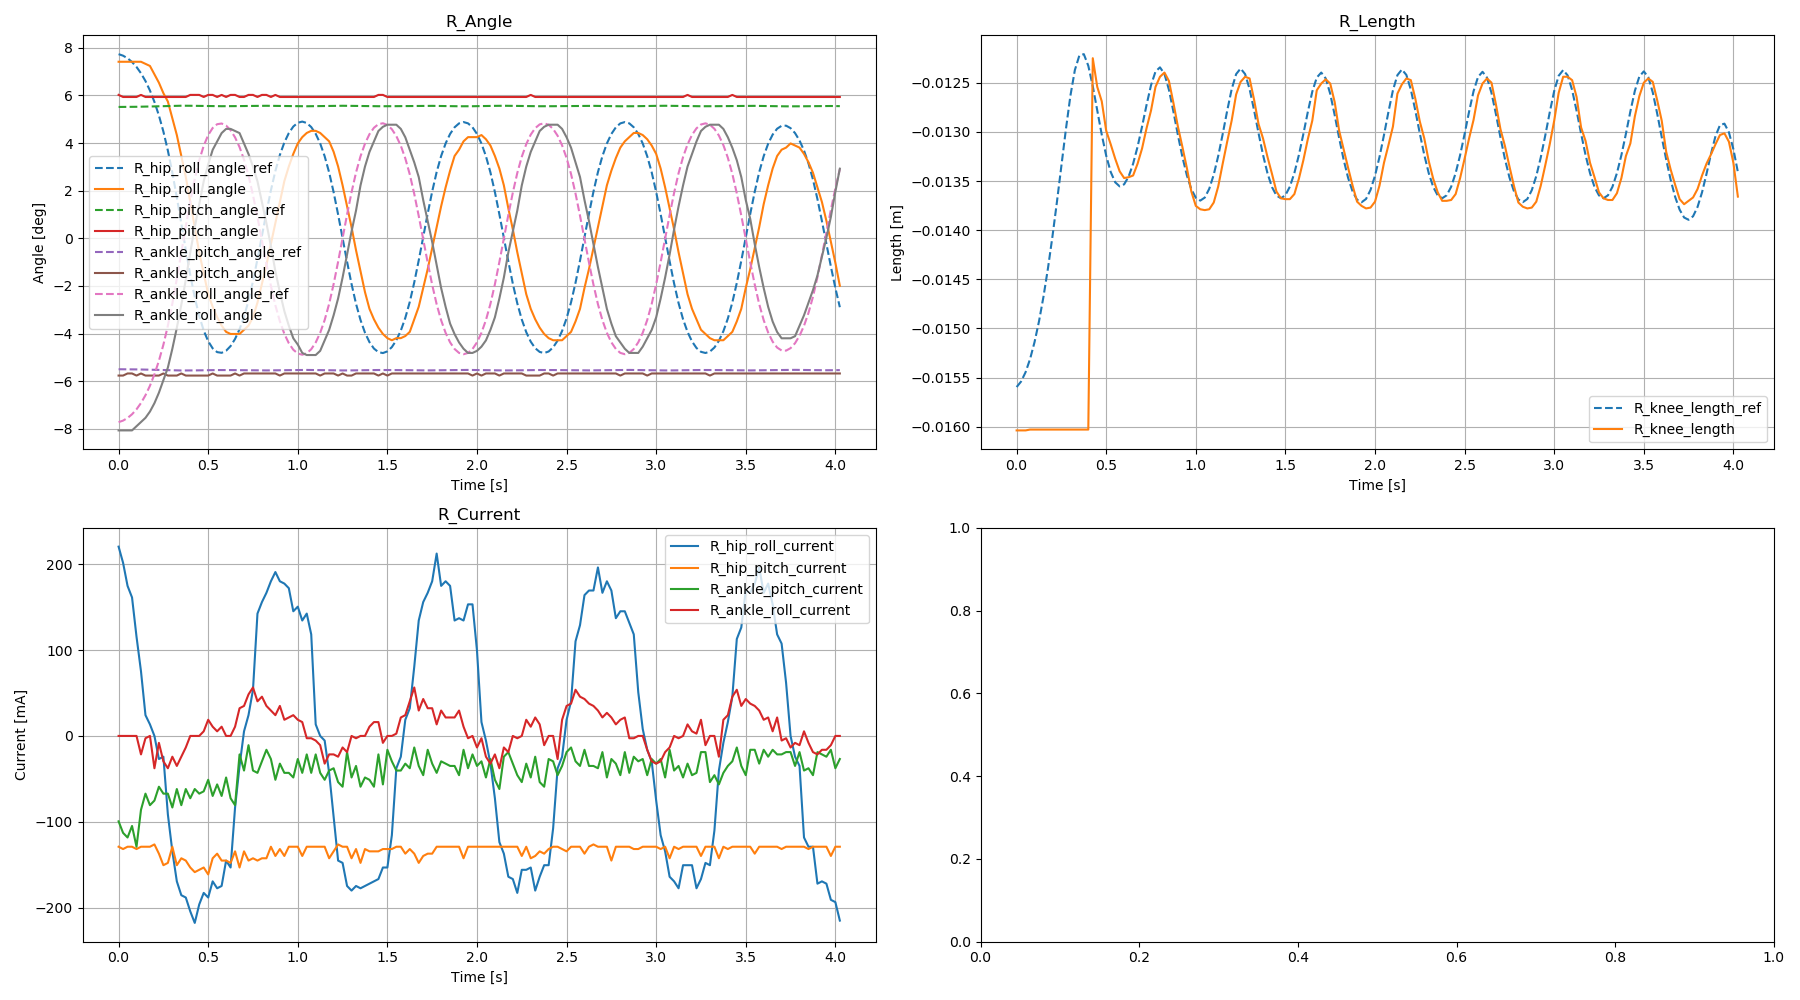 R_Angle
8
6
4
2
0
−2
−4
−6
−8
Angle [deg]
R_hip_roll_angle_ref
R_hip_roll_angle
R_hip_pitch_angle_ref
R_hip_pitch_angle
R_ankle_pitch_angle_ref
R_ankle_pitch_angle
R_ankle_roll_angle_ref
R_ankle_roll_angle
0.0 0.5 1.0 1.5 2.0 2.5 3.0 3.5 4.0
Time [s]
R_Length
−0.0125
−0.0130
−0.0135
−0.0140
−0.0145
−0.0150
−0.0155
−0.0160
Length [m]
R_knee_length_ref
R_knee_length
0.0 0.5 1.0 1.5 2.0 2.5 3.0 3.5 4.0
Time [s]
R_Current
200
100
0
−100
−200
Current [mA]
R_hip_roll_current
R_hip_pitch_current
R_ankle_pitch_current
R_ankle_roll_current
0.0 0.5 1.0 1.5 2.0 2.5 3.0 3.5 4.0
Time [s]
1.0
0.8
0.6
0.4
0.2
0.0
0.0 0.2 0.4 0.6 0.8 1.0